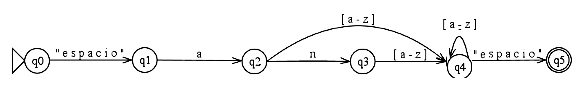 [a-z]
[a-z]
"espacio" a n [a-z] "espacio"
q0 q1 q2 q3 q4 q5